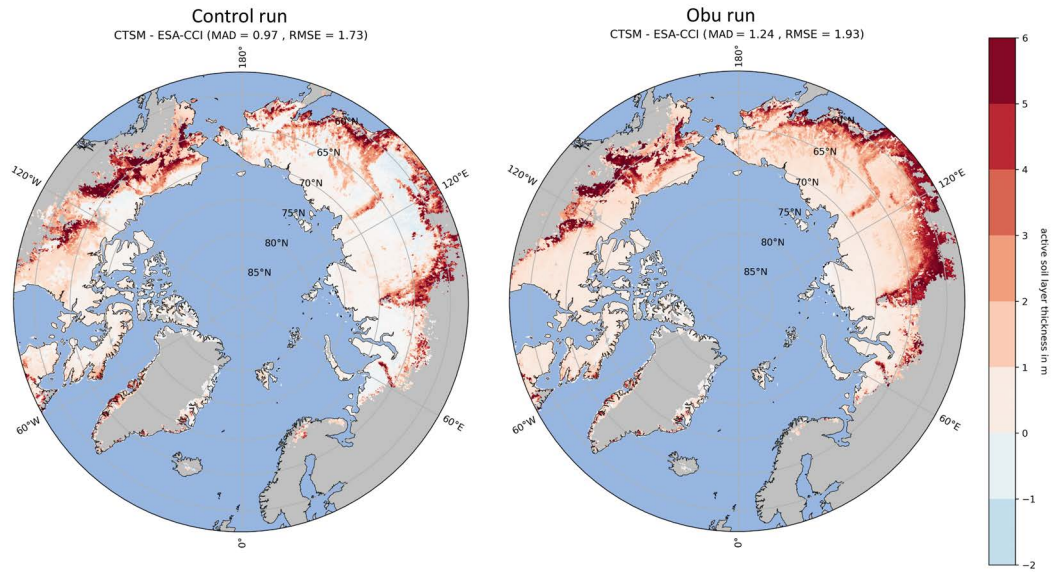 Control run
CTSM - ESA-CCI (MAD = 0.97 , RMSE = 1.73)
180°
120°W
60°N
65°N
70°N
75°N
80°N
85°N
120°E
60°W
60°E
0°
Obu run
CTSM - ESA-CCI (MAD = 1.24 , RMSE = 1.93)
180°
120°W
60°N
65°N
70°N
75°N
80°N
85°N
120°E
60°W
60°E
0°
6
5
4
3
2
1
0
−1
−2
active soil layer thickness in m